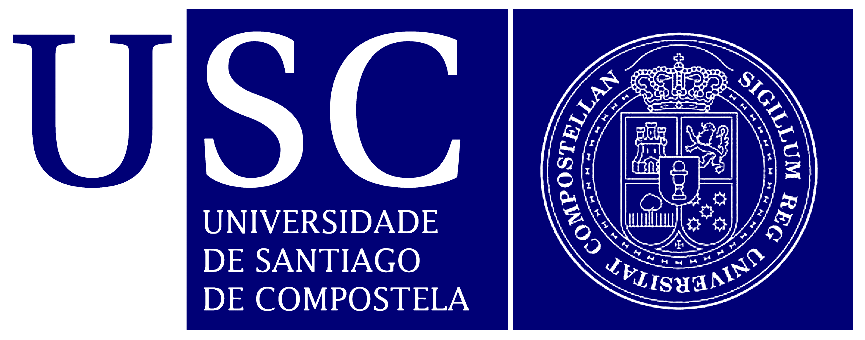 USC
UNIVERSIDADE
DE SANTIAGO
DE COMPOSTELA
SIGILLUM REG UNIVERSITAT COMPOSTELLAN